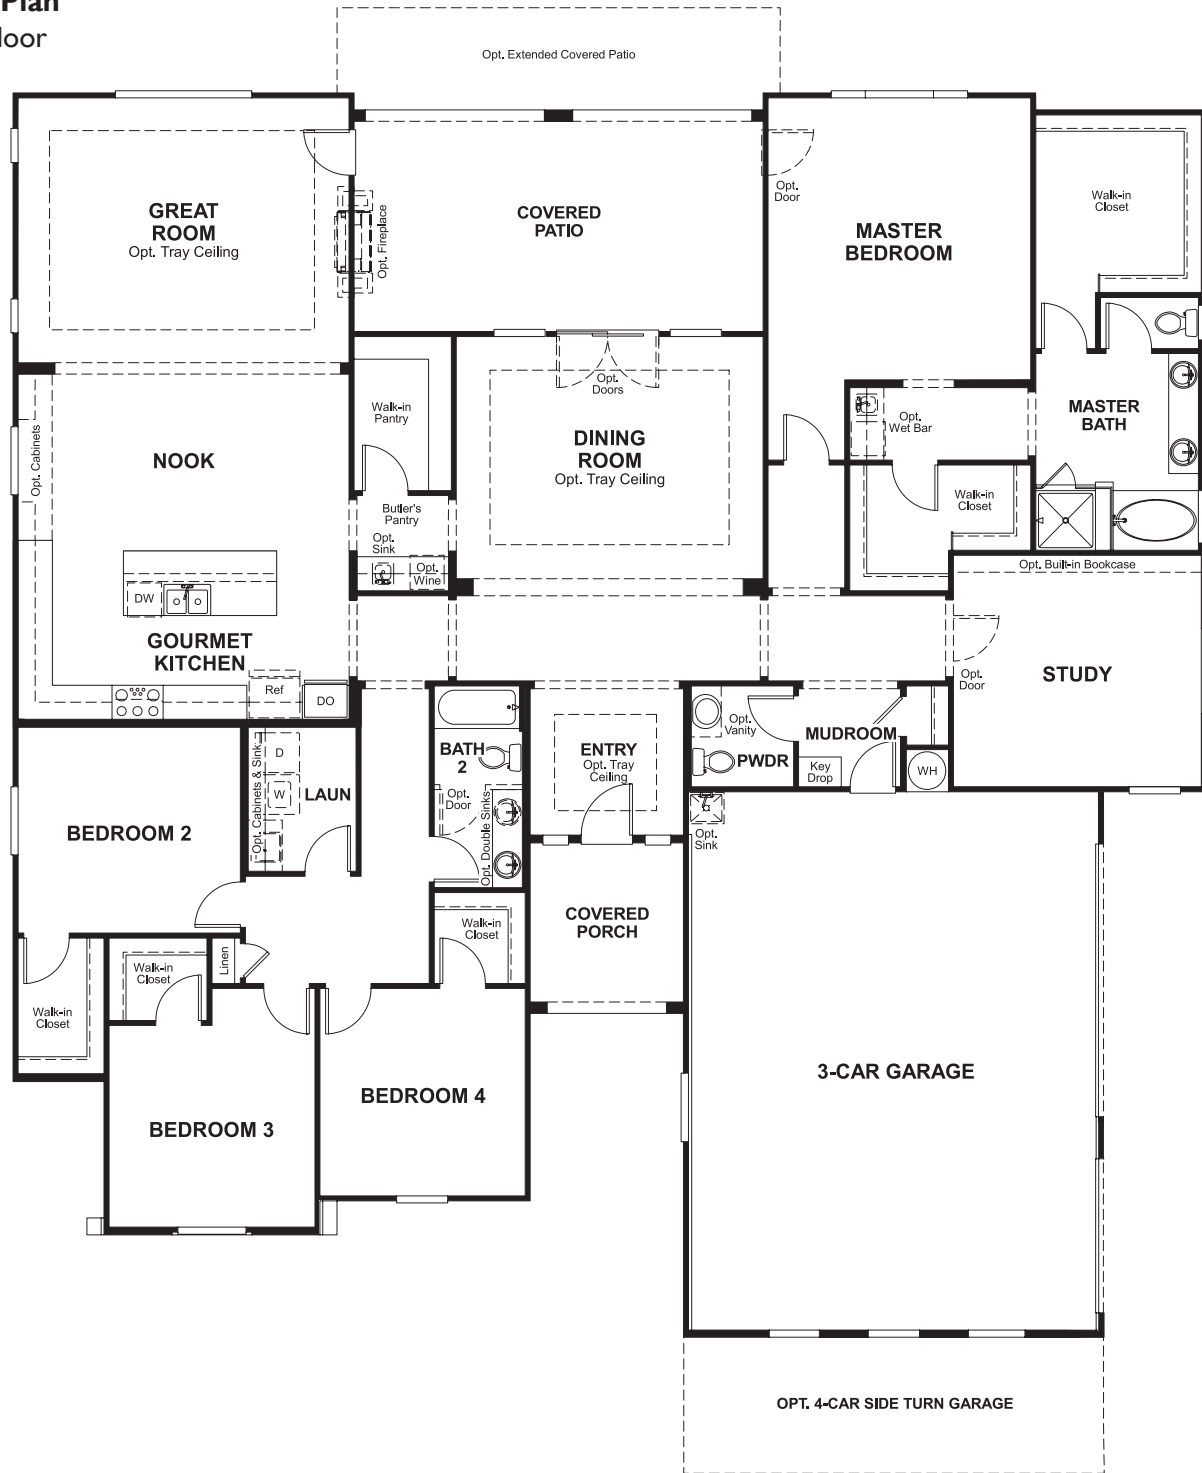 Plan
loor
Opt. Extended Covered Patio
GREAT
ROOM
Opt. Tray Ceiling
Opt. Fireplace
COVERED
PATIO
Opt.
Door
MASTER
BEDROOM
Walk-in
Closet
Opt. Cabinets
NOOK
Walk-in
Pantry
Opt.
Doors
DINING
ROOM
Opt. Tray Ceiling
Opt.
Wet Bar
MASTER
BATH
Walk-in
Closet
Butler's
Pantry
Opt.
Sink
Opt.
Wine
DW
GOURMET
KITCHEN
Ref
DO
Opt. Built-in Bookcase
Opt.
Door
STUDY
D
W
Opt. Cabinets & Sink
LAUN
BATH
2
Opt.
Door
Opt. Double Sinks
ENTRY
Opt. Tray
Ceiling
Opt.
Vanity
PWDR
MUDROOM
Key
Drop
WH
Opt.
Sink
BEDROOM 2
COVERED
PORCH
Walk-in
Closet
Linen
Walk-in
Closet
Walk-in
Closet
BEDROOM 3
BEDROOM 4
3-CAR GARAGE
OPT. 4-CAR SIDE TURN GARAGE